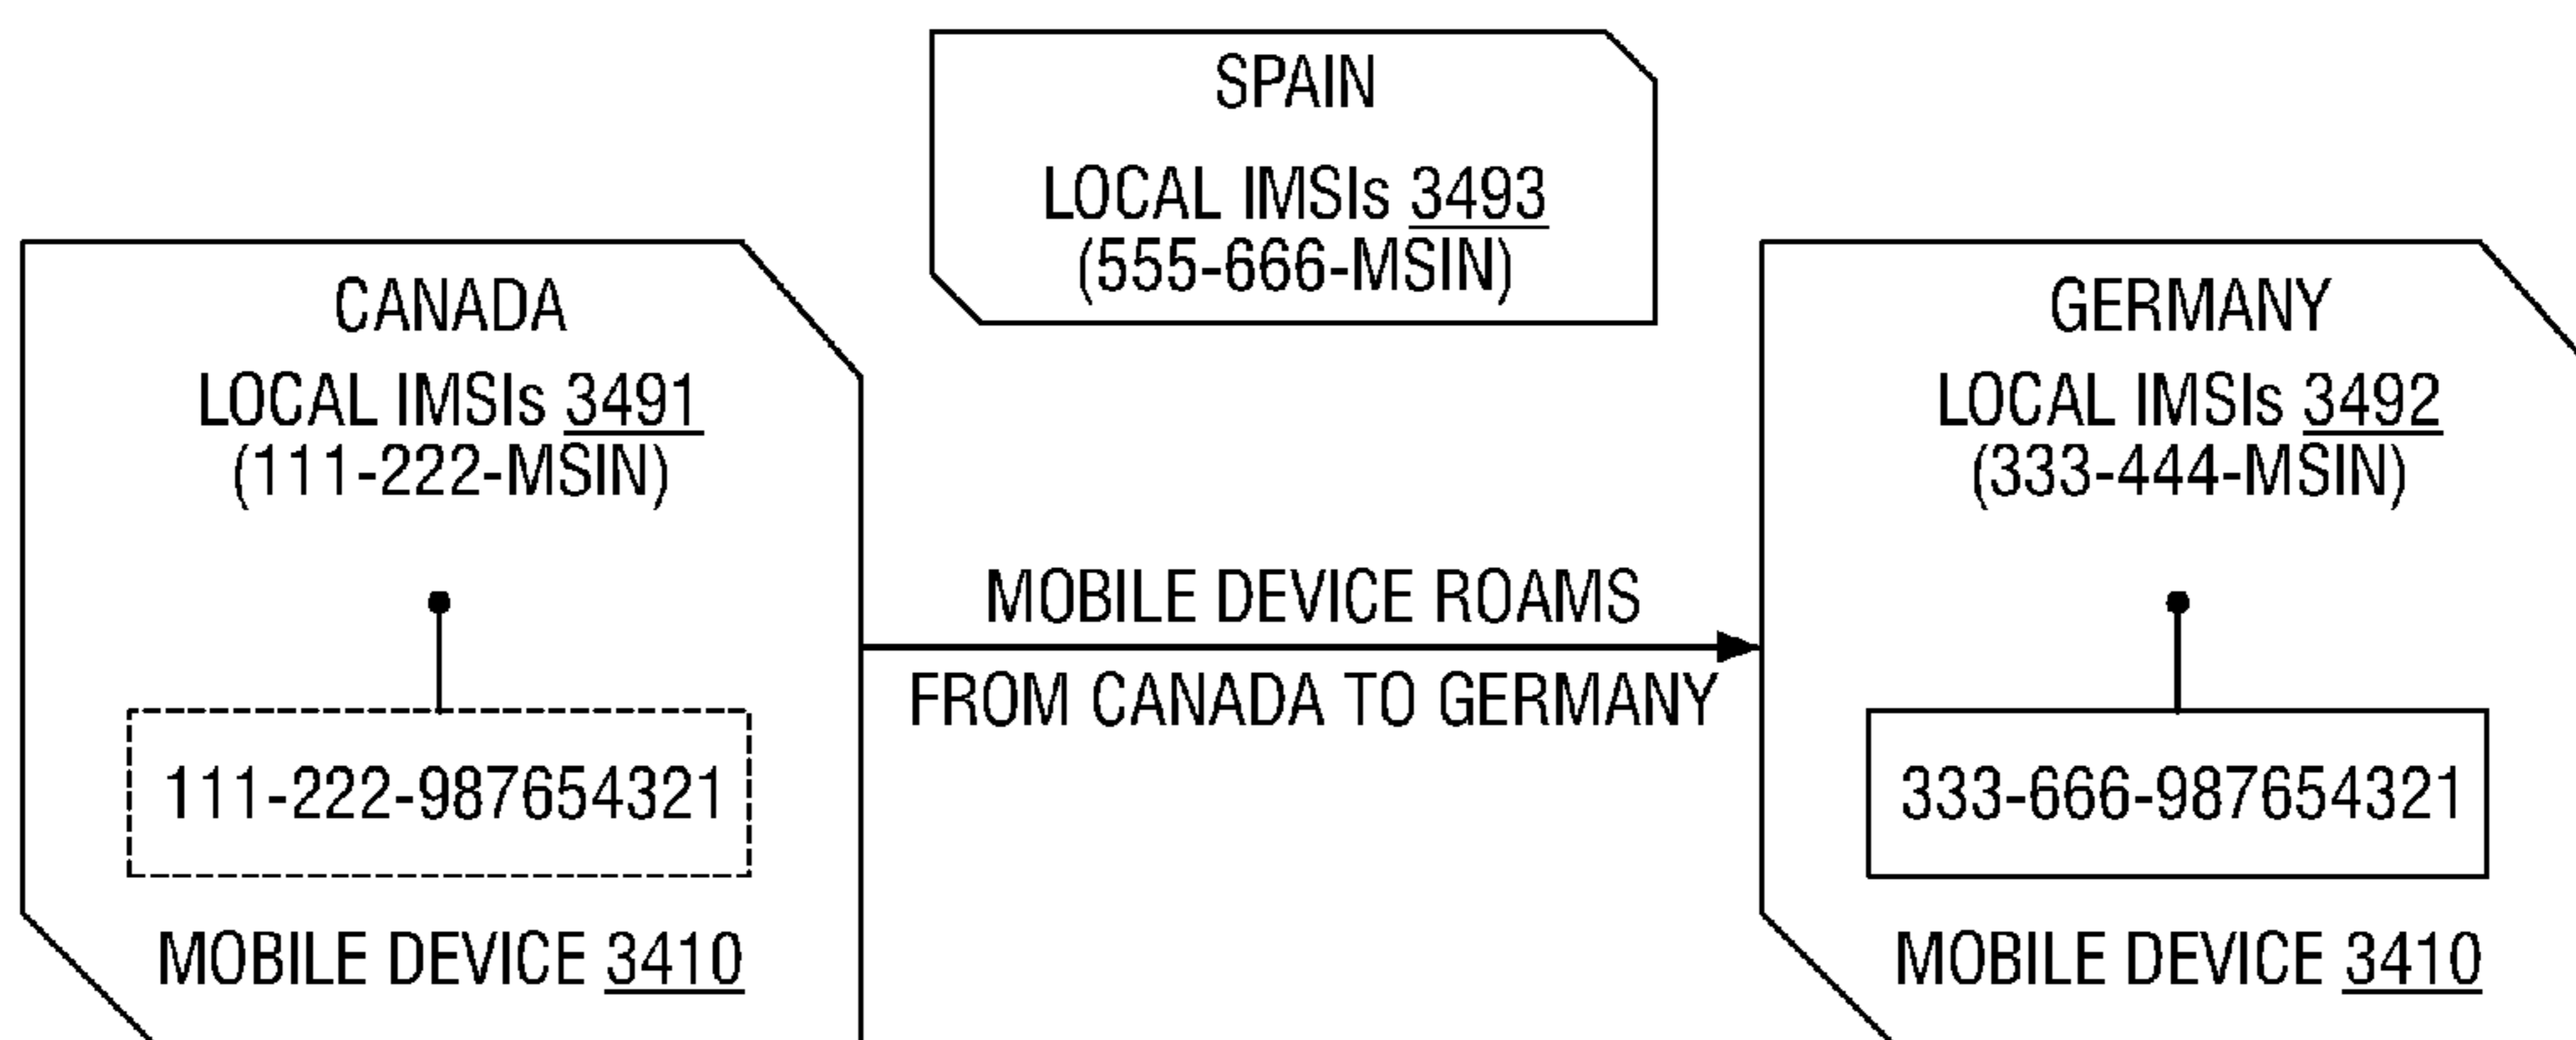 SPAIN
LOCAL IMSIs 3493
(555-666-MSIN)
CANADA
LOCAL IMSIs 3491
(111-222-MSIN)
111-222-987654321
MOBILE DEVICE 3410
MOBILE DEVICE ROAMS
FROM CANADA TO GERMANY
GERMANY
LOCAL IMSIs 3492
(333-444-MSIN)
333-666-987654321
MOBILE DEVICE 3410